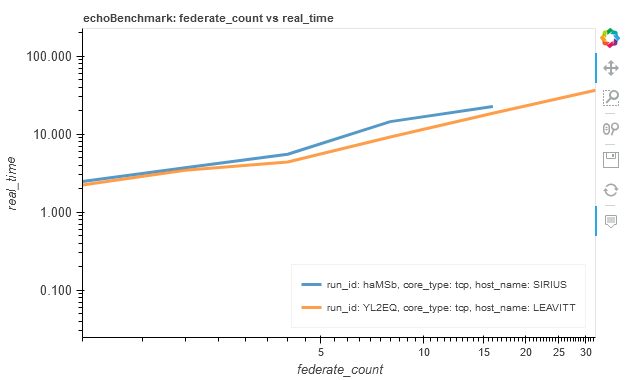 echoBenchmark: federate_count vs real_time
100.000
10.000
1.000
0.100
real_time
run_id: haMSb, core_type: tcp, host_name: SIRIUS
run_id: YL2EQ, core_type: tcp, host_name: LEAVITT
5
10
15
20
25
30
federate_count